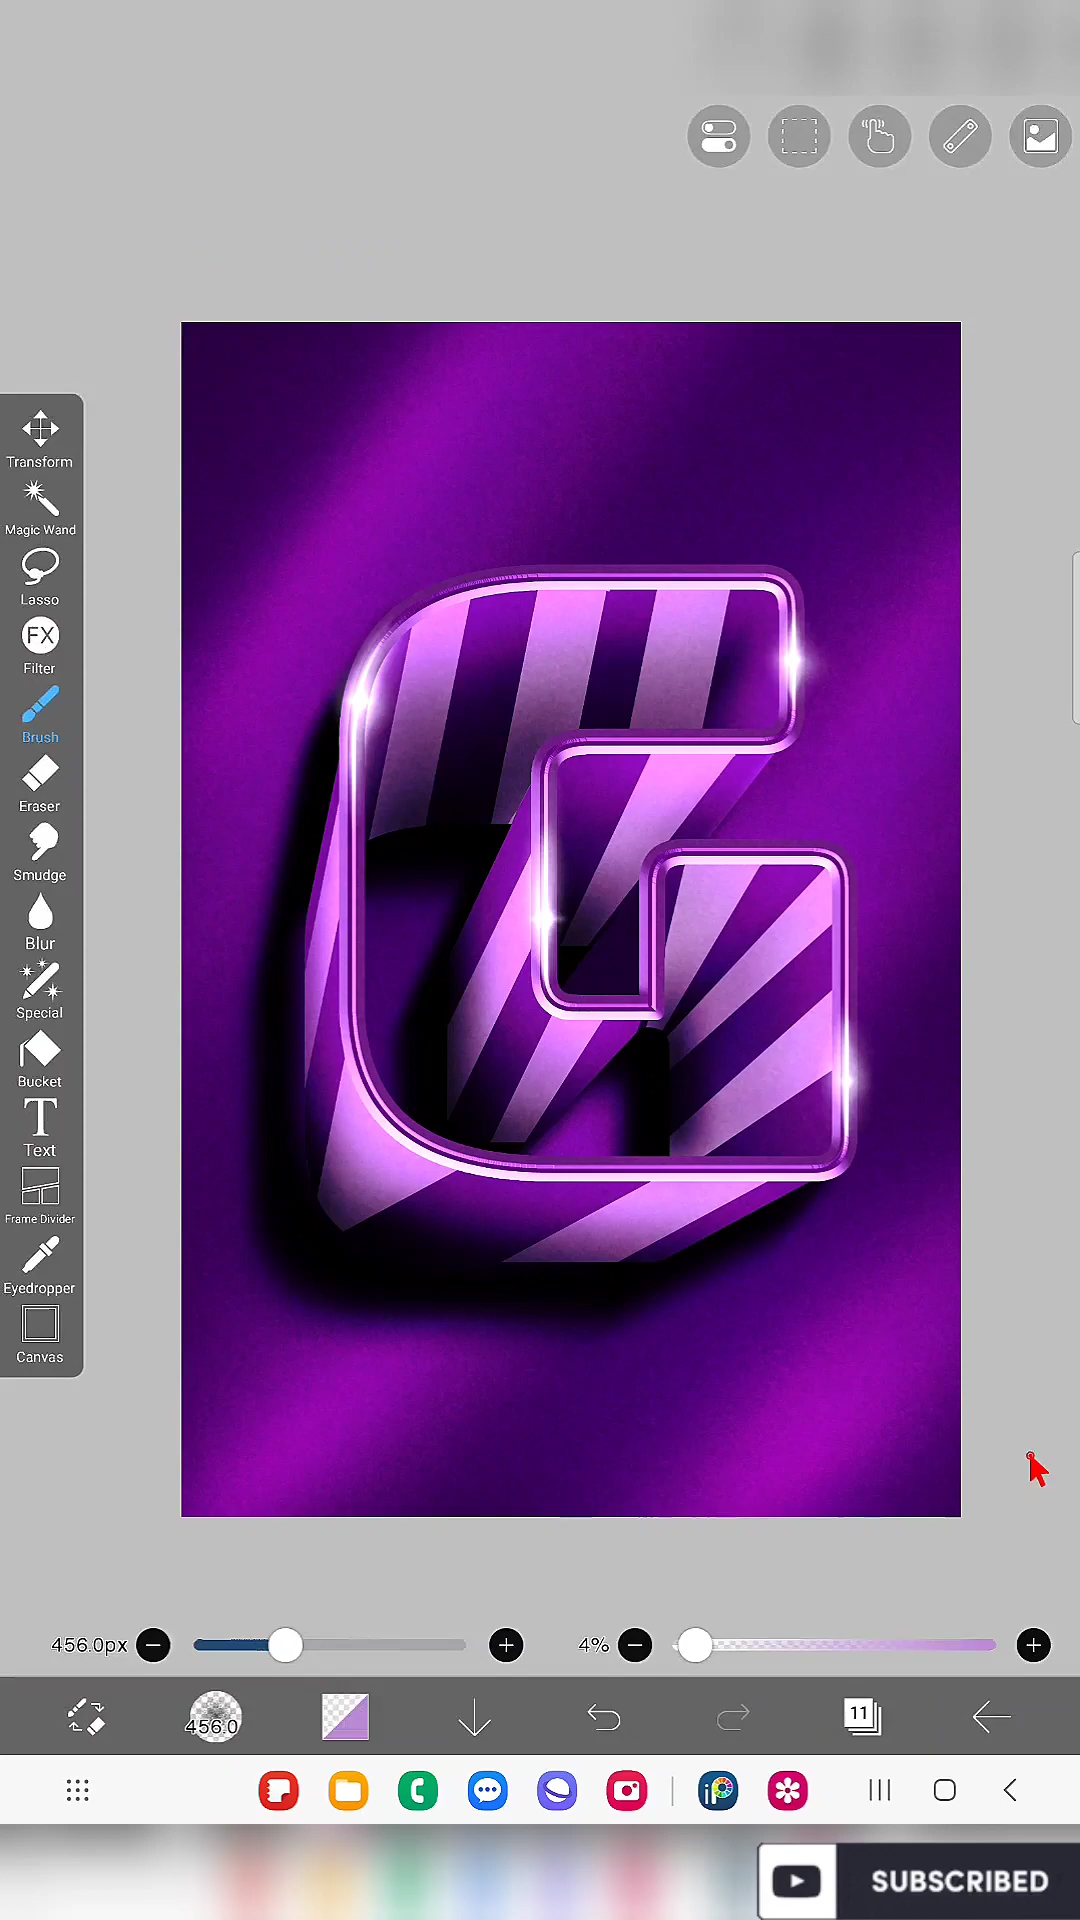 G
Transform
Magic Wand
Lasso
FX
Filter
Brush
Eraser
Smudge
Blur
Special
Bucket
T
Text
Frame Divider
Eyedropper
Canvas
456.0px
4%
456.0
11
iP
SUBSCRIBED